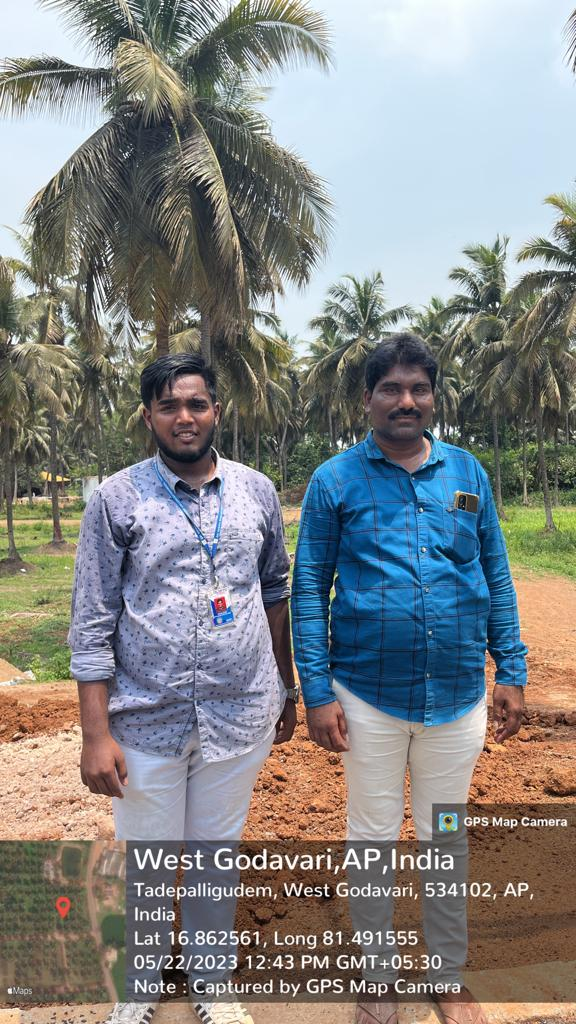 GPS Map Camera
West Godavari,AP,India
Tadepalligudem, West Godavari, 534102, AP,
India
Lat 16.862561, Long 81.491555
05/22/2023 12:43 PM GMT+05:30
Note : Captured by GPS Map Camera
Maps